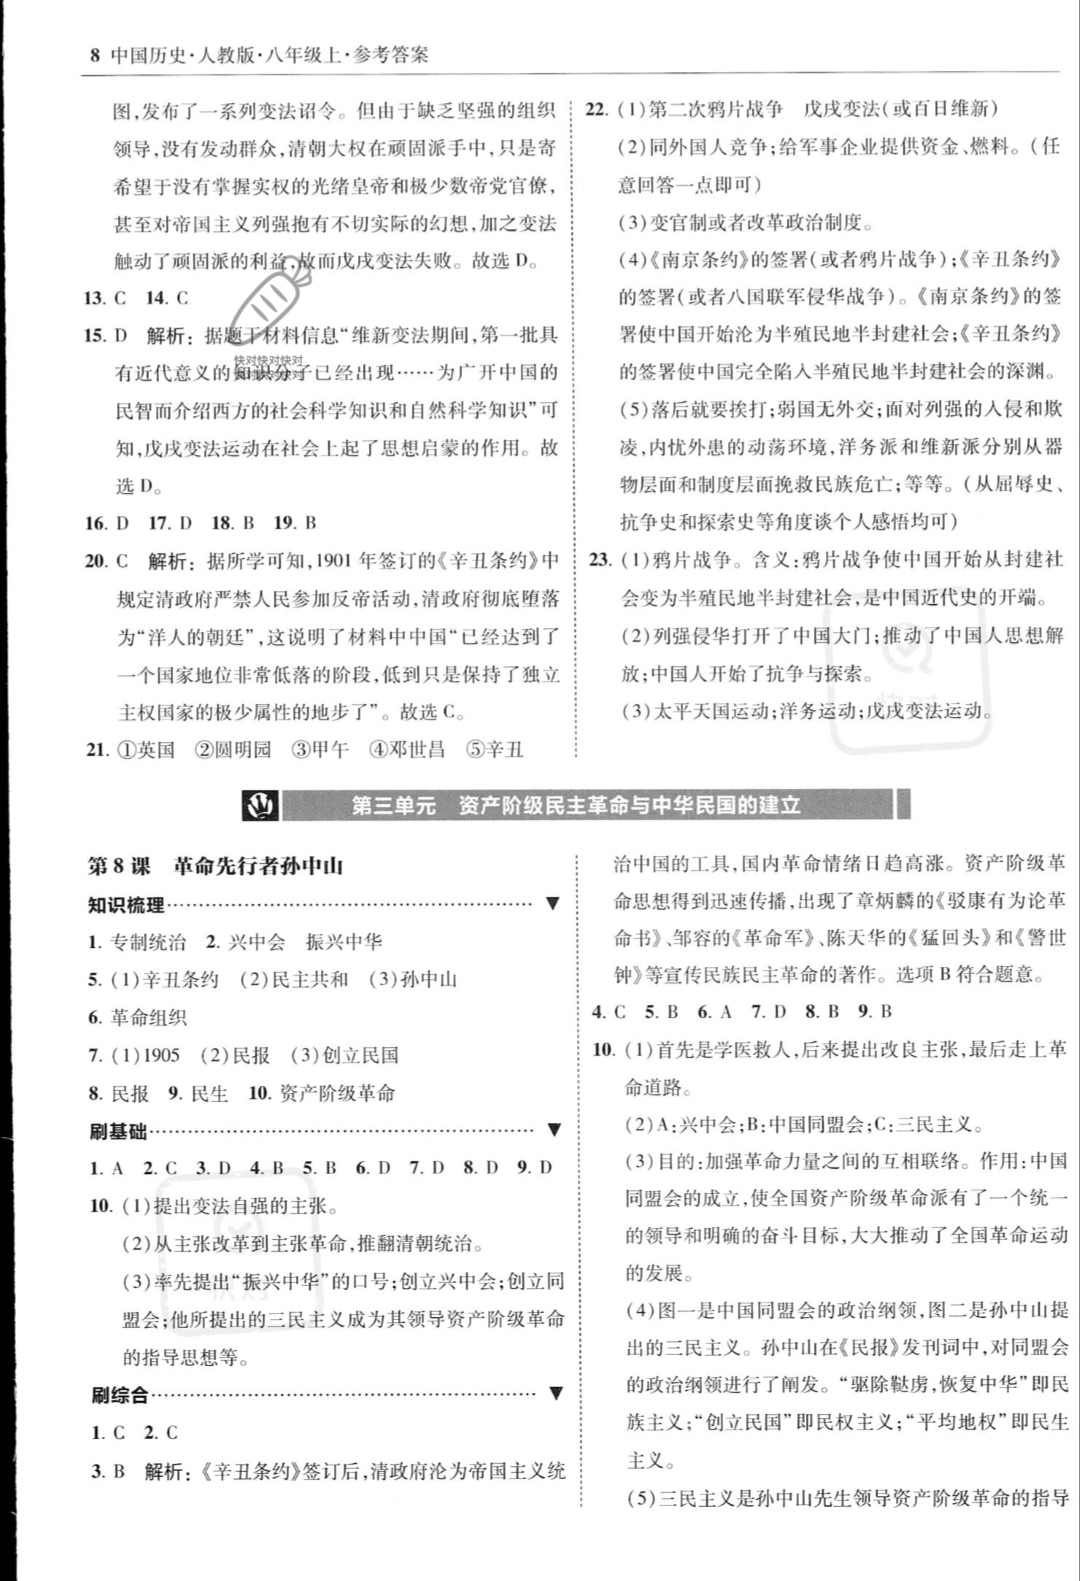 8 中国历史·人教版·八年级上·参考答案
图,发布了一系列变法诏令。但由于缺乏坚强的组织
领导,没有发动群众,清朝大权在顽固派手中,只是寄
希望于没有掌握实权的光绪皇帝和极少数帝党官僚,
甚至对帝国主义列强抱有不切实际的幻想,加之变法
触动了顽固派的利益,故而戊戌变法失败。故选D。
13. C 14. C
15. D 解析：据题干材料信息“维新变法期间,第一批具
有近代意义的知识分子已经出现……为广开中国的
民智而介绍西方的社会科学知识和自然科学知识”可
知,戊戌变法运动在社会上起了思想启蒙的作用。故
选D。
16. D 17. D 18. B 19. B
20. C 解析：据所学可知,1901年签订的《辛丑条约》中
规定清政府严禁人民参加反帝活动,清政府彻底堕落
为“洋人的朝廷”,这说明了材料中中国“已经达到了
一个国家地位非常低落的阶段,低到只是保持了独立
主权国家的极少属性的地步了”。故选C。
21. ①英国 ②圆明园 ③甲午 ④邓世昌 ⑤辛丑
22. (1)第二次鸦片战争 戊戌变法(或百日维新)
(2)同外国人竞争;给军事企业提供资金、燃料。(任
意回答一点即可)
(3)变官制或者改革政治制度。
(4)《南京条约》的签署(或者鸦片战争);《辛丑条约》
的签署(或者八国联军侵华战争)。《南京条约》的签
署使中国开始沦为半殖民地半封建社会;《辛丑条约》
的签署使中国完全陷入半殖民地半封建社会的深渊。
(5)落后就要挨打;弱国无外交;面对列强的入侵和欺
凌,内忧外患的动荡环境,洋务派和维新派分别从器
物层面和制度层面挽救民族危亡;等等。(从屈辱史、
抗争史和探索史等角度谈个人感悟均可)
23. (1)鸦片战争。含义:鸦片战争使中国开始从封建社
会变为半殖民地半封建社会,是中国近代史的开端。
(2)列强侵华打开了中国大门;推动了中国人思想解
放;中国人开始了抗争与探索。
(3)太平天国运动;洋务运动;戊戌变法运动。
快对快对快对
快对快对快对
快对
第三单元 资产阶级民主革命与中华民国的建立
第8课 革命先行者孙中山
知识梳理
1. 专制统治 2. 兴中会 振兴中华
5. (1)辛丑条约 (2)民主共和 (3)孙中山
6. 革命组织
7. (1)1905 (2)民报 (3)创立民国
8. 民报 9. 民生 10. 资产阶级革命
刷基础
1. A 2. C 3. D 4. B 5. B 6. D 7. D 8. D 9. D
10. (1)提出变法自强的主张。
(2)从主张改革到主张革命,推翻清朝统治。
(3)率先提出“振兴中华”的口号;创立兴中会;创立同
盟会;他所提出的三民主义成为其领导资产阶级革命
的指导思想等。
快对
刷综合
1. C 2. C
3. B 解析：《辛丑条约》签订后,清政府沦为帝国主义统
治中国的工具,国内革命情绪日趋高涨。资产阶级革
命思想得到迅速传播,出现了章炳麟的《驳康有为论革
命书》、邹容的《革命军》、陈天华的《猛回头》和《警世
钟》等宣传民族民主革命的著作。选项B符合题意。
4. C 5. B 6. A 7. D 8. B 9. B
10. (1)首先是学医救人,后来提出改良主张,最后走上革
命道路。
(2)A:兴中会;B:中国同盟会;C:三民主义。
(3)目的:加强革命力量之间的互相联络。作用:中国
同盟会的成立,使全国资产阶级革命派有了一个统一
的领导和明确的奋斗目标,大大推动了全国革命运动
的发展。
(4)图一是中国同盟会的政治纲领,图二是孙中山提
出的三民主义。孙中山在《民报》发刊词中,对同盟会
的政治纲领进行了阐发。“驱除鞑虏,恢复中华”即民
族主义;“创立民国”即民权主义;“平均地权”即民生
主义。
(5)三民主义是孙中山先生领导资产阶级革命的指导